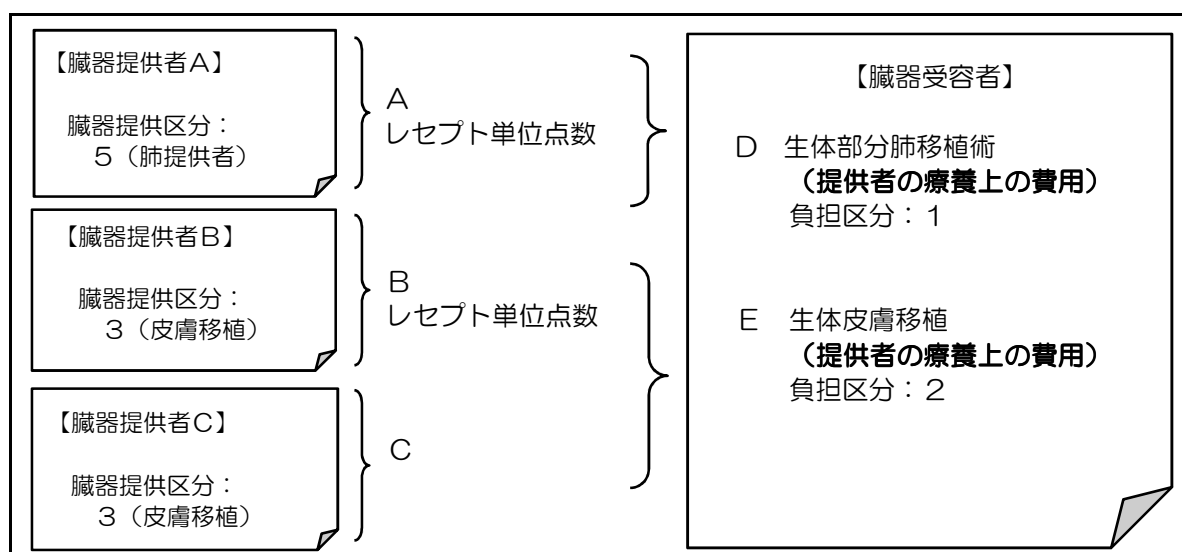 【臓器提供者A】
臓器提供区分：
5（肺提供者）
A
レセプト単位点数
【臓器提供者B】
臓器提供区分：
3（皮膚移植）
B
レセプト単位点数
【臓器提供者C】
臓器提供区分：
3（皮膚移植）
C
【臓器受容者】
D 生体部分肺移植術
（提供者の療養上の費用）
負担区分：1
E 生体皮膚移植
（提供者の療養上の費用）
負担区分：2